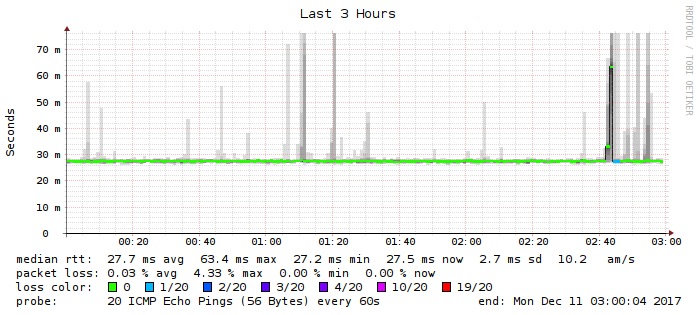 Last 3 Hours
RRDTOOL / TOBI OETIKER
Seconds
70 m
60 m
50 m
40 m
30 m
20 m
10 m
0
00:20 00:40 01:00 01:20 01:40 02:00 02:20 02:40 03:00
median rtt: 27.7 ms avg 63.4 ms max 27.2 ms min 27.5 ms now 2.7 ms sd 10.2 am/s
packet loss: 0.03 % avg 4.33 % max 0.00 % min 0.00 % now
loss color: 0 1/20 2/20 3/20 4/20 10/20 19/20
probe: 20 ICMP Echo Pings (56 Bytes) every 60s end: Mon Dec 11 03:00:04 2017